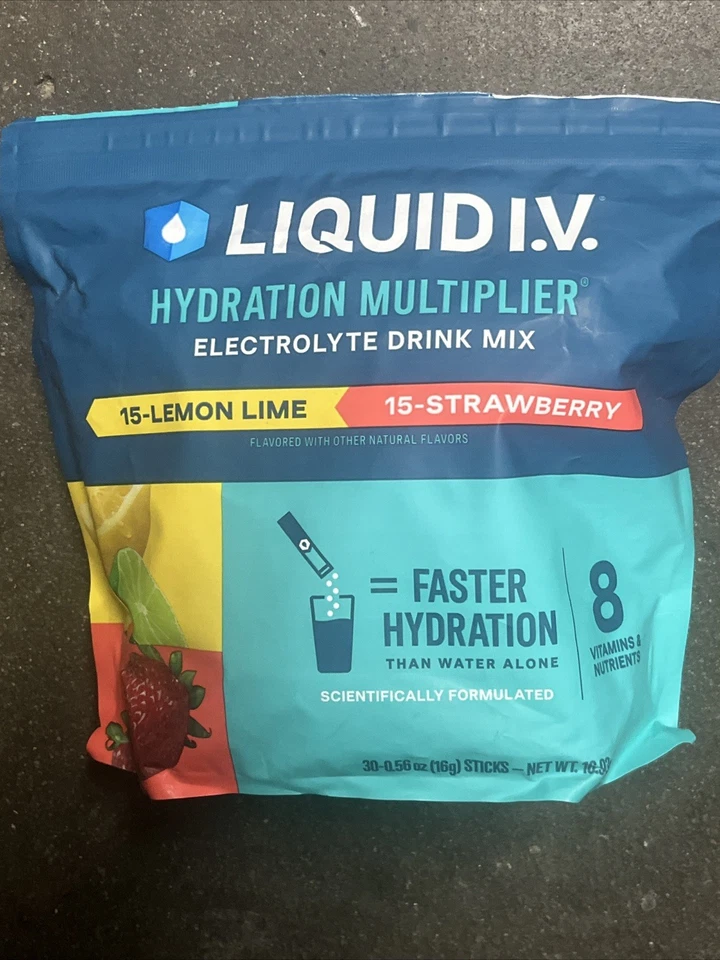 LIQUID I.V.
HYDRATION MULTIPLIER®
ELECTROLYTE DRINK MIX
15-LEMON LIME 15-STRAWBERRY
FLAVORED WITH OTHER NATURAL FLAVORS
= FASTER
HYDRATION
THAN WATER ALONE
8
VITAMINS &
NUTRIENTS
SCIENTIFICALLY FORMULATED
30-0.56 oz (16g) STICKS — NET WT.